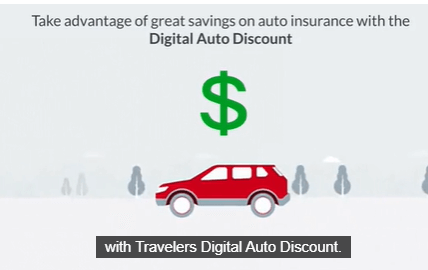 Take advantage of great savings on auto insurance with the
Digital Auto Discount
$
with Travelers Digital Auto Discount.